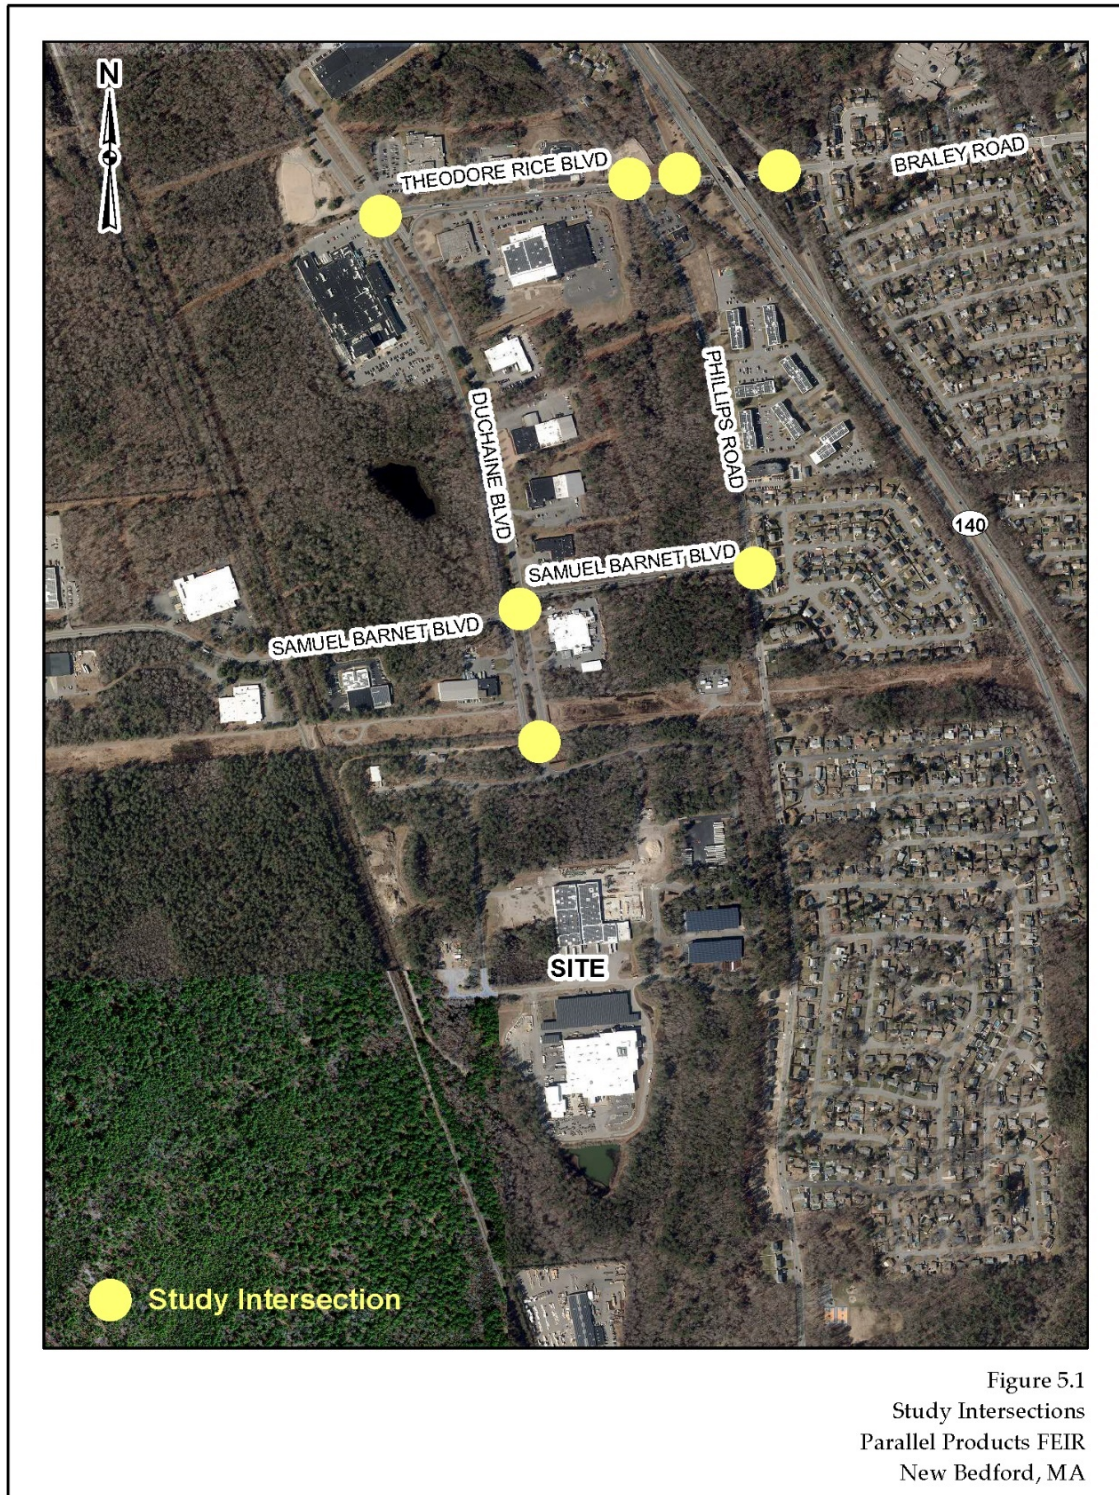 N
THEODORE RICE BLVD
BRALEY ROAD
DUCHAINE BLVD
PHILLIPS ROAD
140
SAMUEL BARNET BLVD
SAMUEL BARNET BLVD
SITE
Study Intersection
Figure 5.1
Study Intersections
Parallel Products FEIR
New Bedford, MA